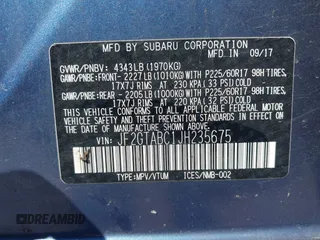 MFD BY SUBARU CORPORATION
IN 09/17
GVWR/PNBV: 4343LB(1970KG)
GAWR/PNBE:FRONT- 2227LB(1010KG) P225/60R17 98H TIRES.
17X7J RIMS AT 230 KPA( 33 PSI) COLD
GAWR/PNBE:REAR - 2205LB(1000KG) P225/60R17 98H TIRES.
17X7J RIMS AT 220 KPA( 32 PSI) COLD
THIS VEHICLE CONFORMS TO ALL APPLICABLE
FEDERAL MOTOR VEHICLE SAFETY, BUMPER,
AND THEFT PREVENTION STANDARDS IN EFFECT
ON THE DATE OF MANUFACTURE SHOWN ABOVE.
VIN: JF2GTABC1JH235675
TYPE:MPV/VTUM ICES/NMB-002
DREAMBID